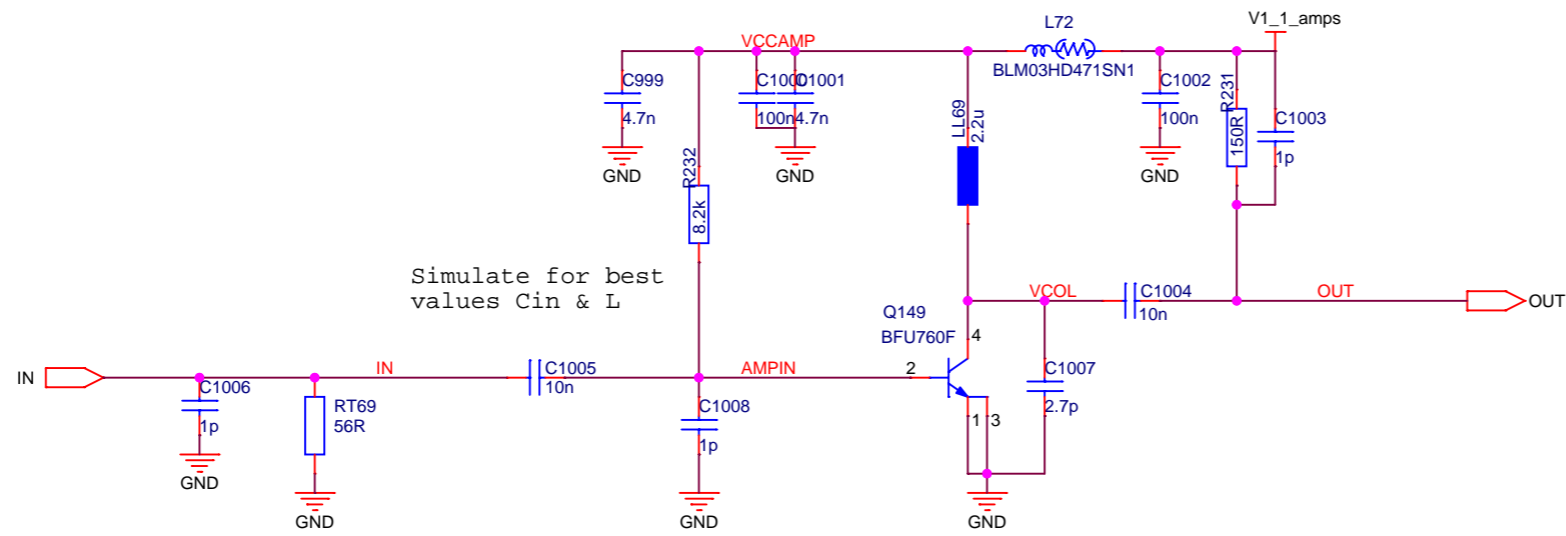 V1_1_amps
L72
BLM03HD471SN1
VCCAMP
C999
4.7n
GND
C1000
100n
C1001
4.7n
GND
LL69
2.2u
C1002
100n
GND
R231
150R
C1003
1p
R232
8.2k
Simulate for best
values Cin & L
VCOL
C1004
10n
OUT
OUT
Q149
BFU760F
4
2
1
3
C1007
2.7p
GND
IN
IN
C1006
1p
GND
RT69
56R
GND
C1005
10n
AMPIN
C1008
1p
GND